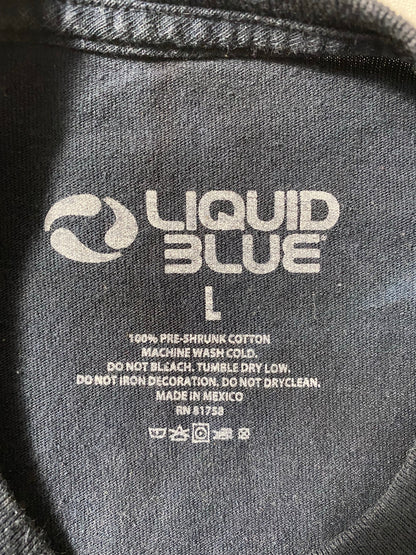 LIQUID
BLUE®
L
100% PRE-SHRUNK COTTON
MACHINE WASH COLD.
DO NOT BLEACH. TUMBLE DRY LOW.
DO NOT IRON DECORATION. DO NOT DRYCLEAN.
MADE IN MEXICO
RN 81758